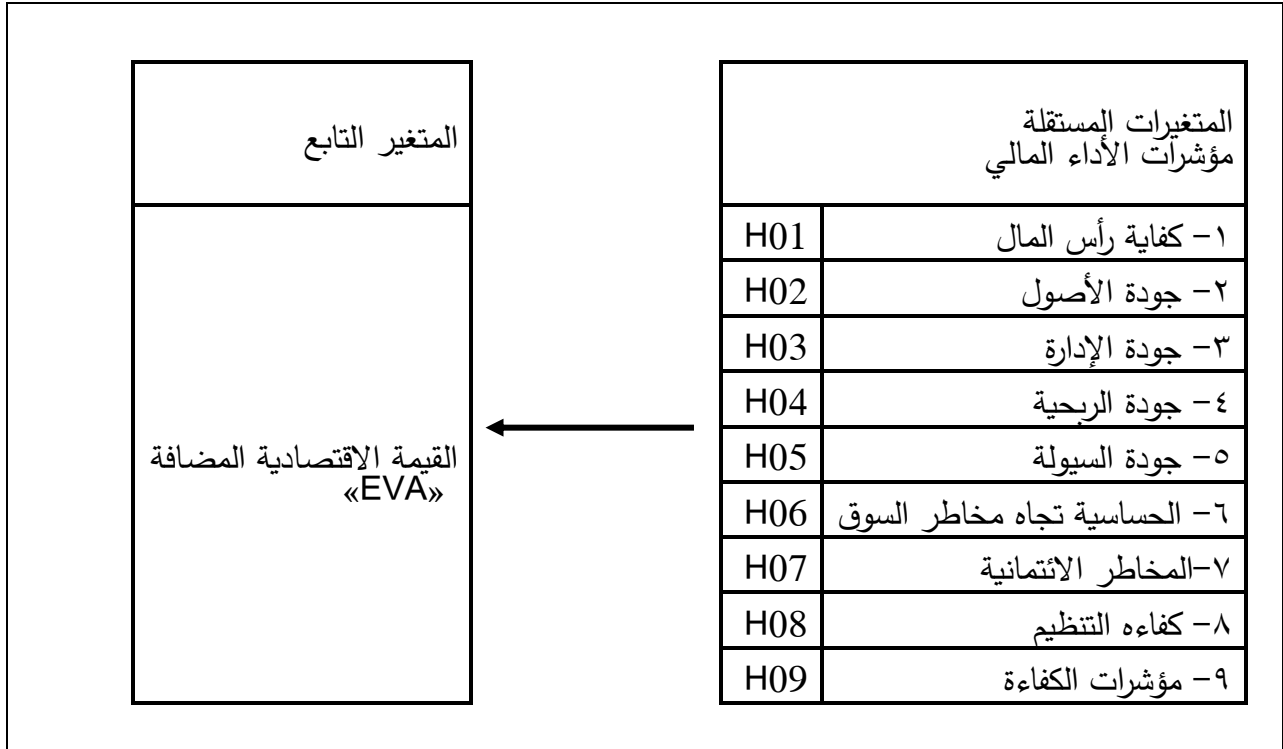 المتغيرات المستقلة
مؤشرات الأداء المالي
١- كفاية رأس المال H01
٢- جودة الأصول H02
٣- جودة الإدارة H03
٤- جودة الربحية H04
٥- جودة السيولة H05
٦- الحساسية تجاه مخاطر السوق H06
٧-المخاطر الائتمانية H07
٨- كفاءه التنظيم H08
٩- مؤشرات الكفاءة H09
المتغير التابع
القيمة الاقتصادية المضافة
«EVA»